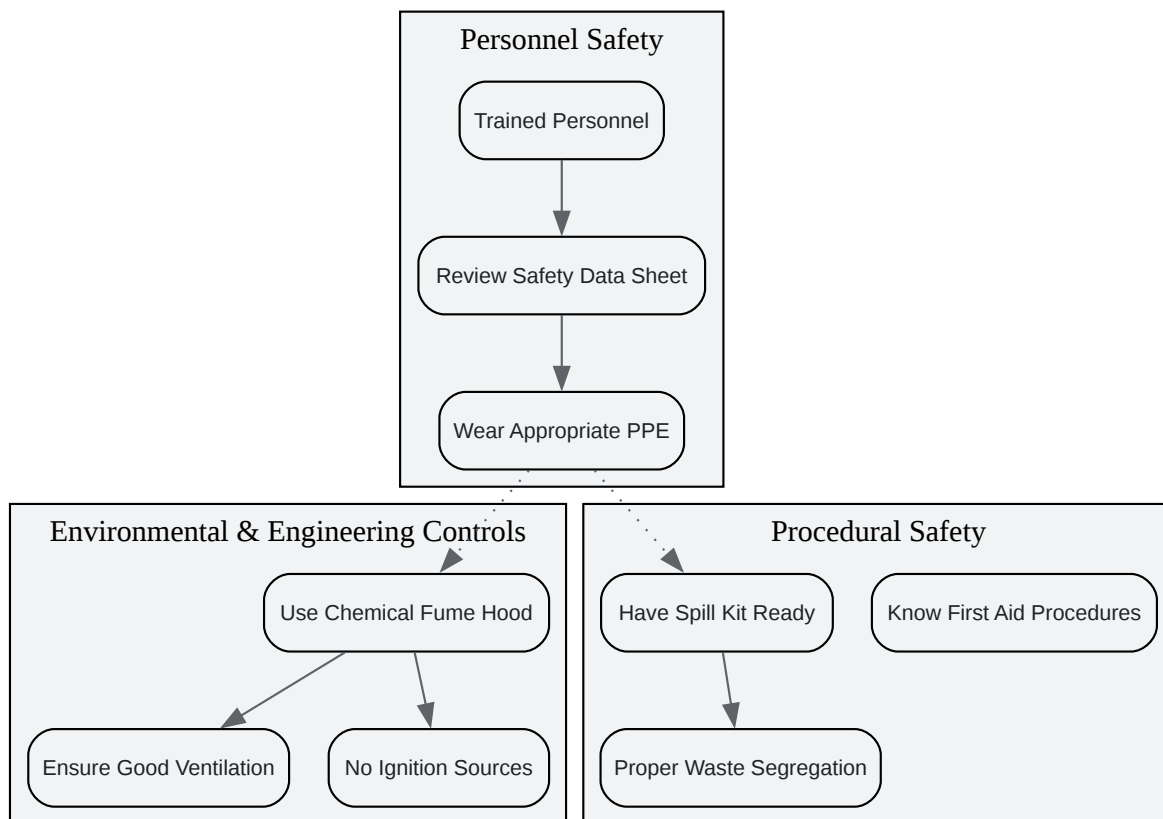 Personnel Safety
Trained Personnel
Review Safety Data Sheet
Wear Appropriate PPE
Environmental & Engineering Controls
Use Chemical Fume Hood
Ensure Good Ventilation
No Ignition Sources
Procedural Safety
Have Spill Kit Ready
Know First Aid Procedures
Proper Waste Segregation